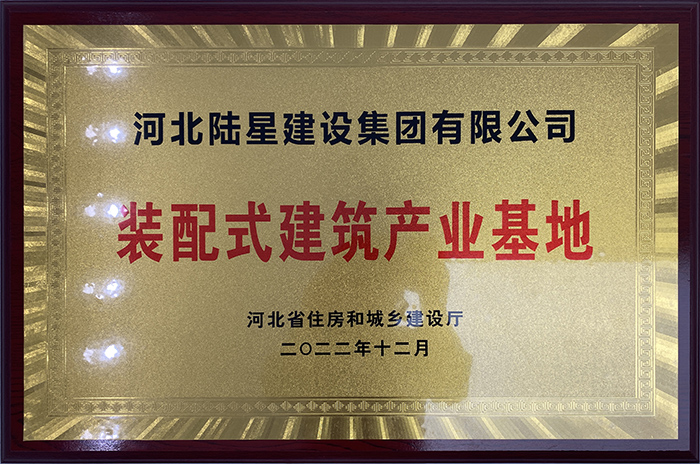 河北陆星建设集团有限公司
装配式建筑产业基地
河北省住房和城乡建设厅
二〇二二年十二月